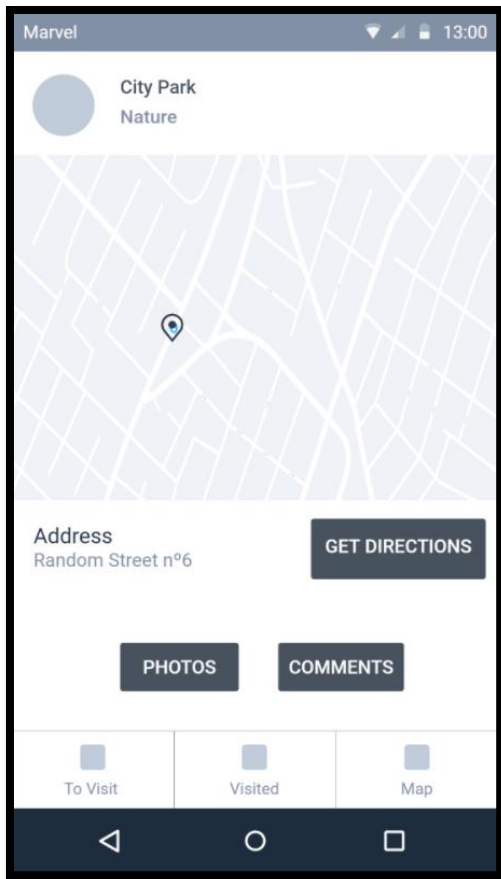 Marvel 13:00
City Park
Nature
Address
Random Street nº6
GET DIRECTIONS
PHOTOS COMMENTS
To Visit Visited Map